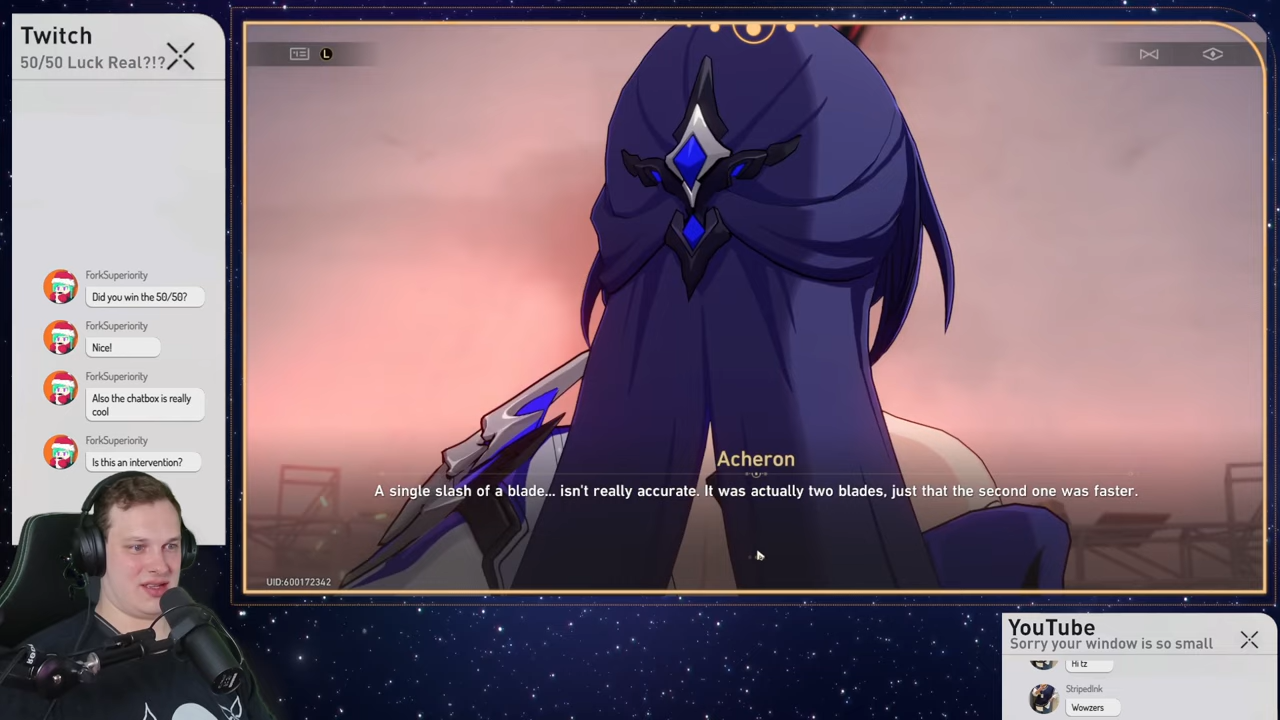 Twitch
50/50 Luck Real?!?
L
ForkSuperiority
Did you win the 50/50?
ForkSuperiority
Nice!
ForkSuperiority
Also the chatbox is really
cool
ForkSuperiority
Is this an intervention?
Acheron
A single slash of a blade... isn't really accurate. It was actually two blades, just that the second one was faster.
UID:600172342
YouTube
Sorry your window is so small
Hi tz
StripedInk
Wowzers